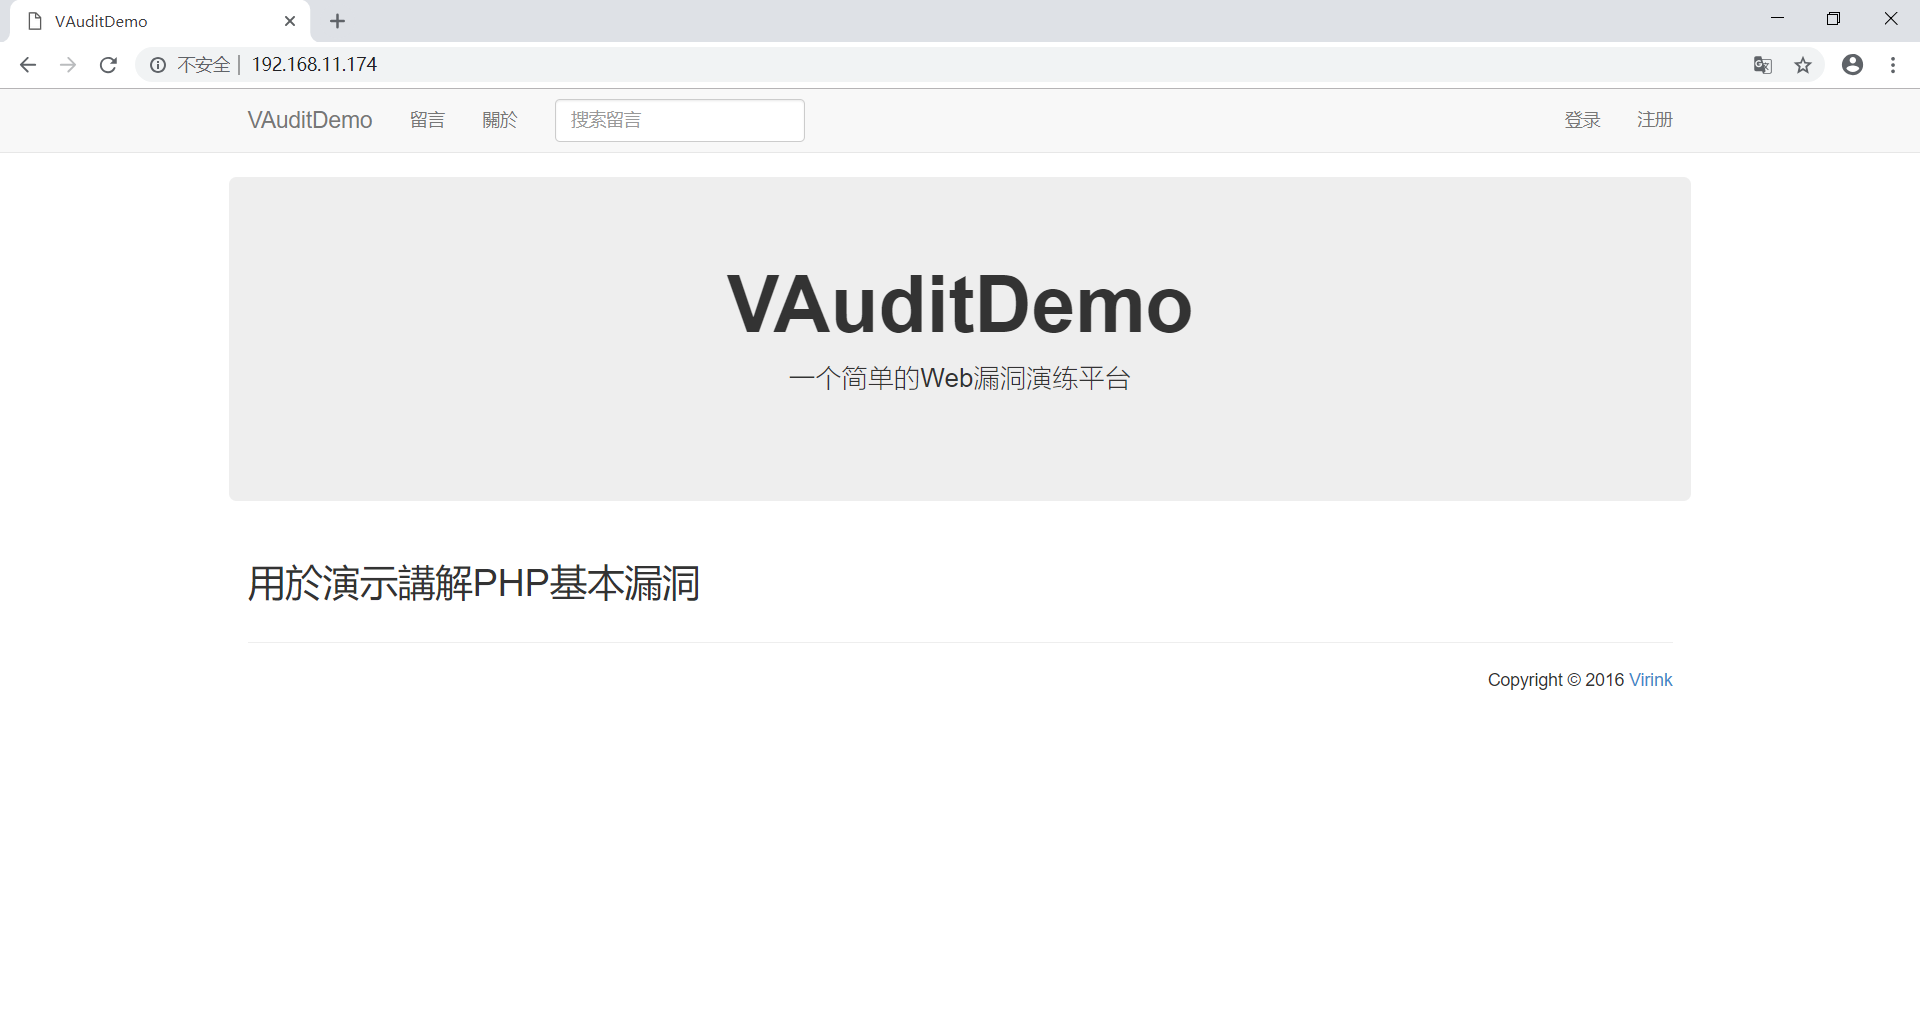 VAuditDemo
不安全 | 192.168.11.174
VAuditDemo 留言 關於 搜索留言 登录 注册
VAuditDemo
一个简单的Web漏洞演练平台
用於演示講解PHP基本漏洞
Copyright © 2016 Virink